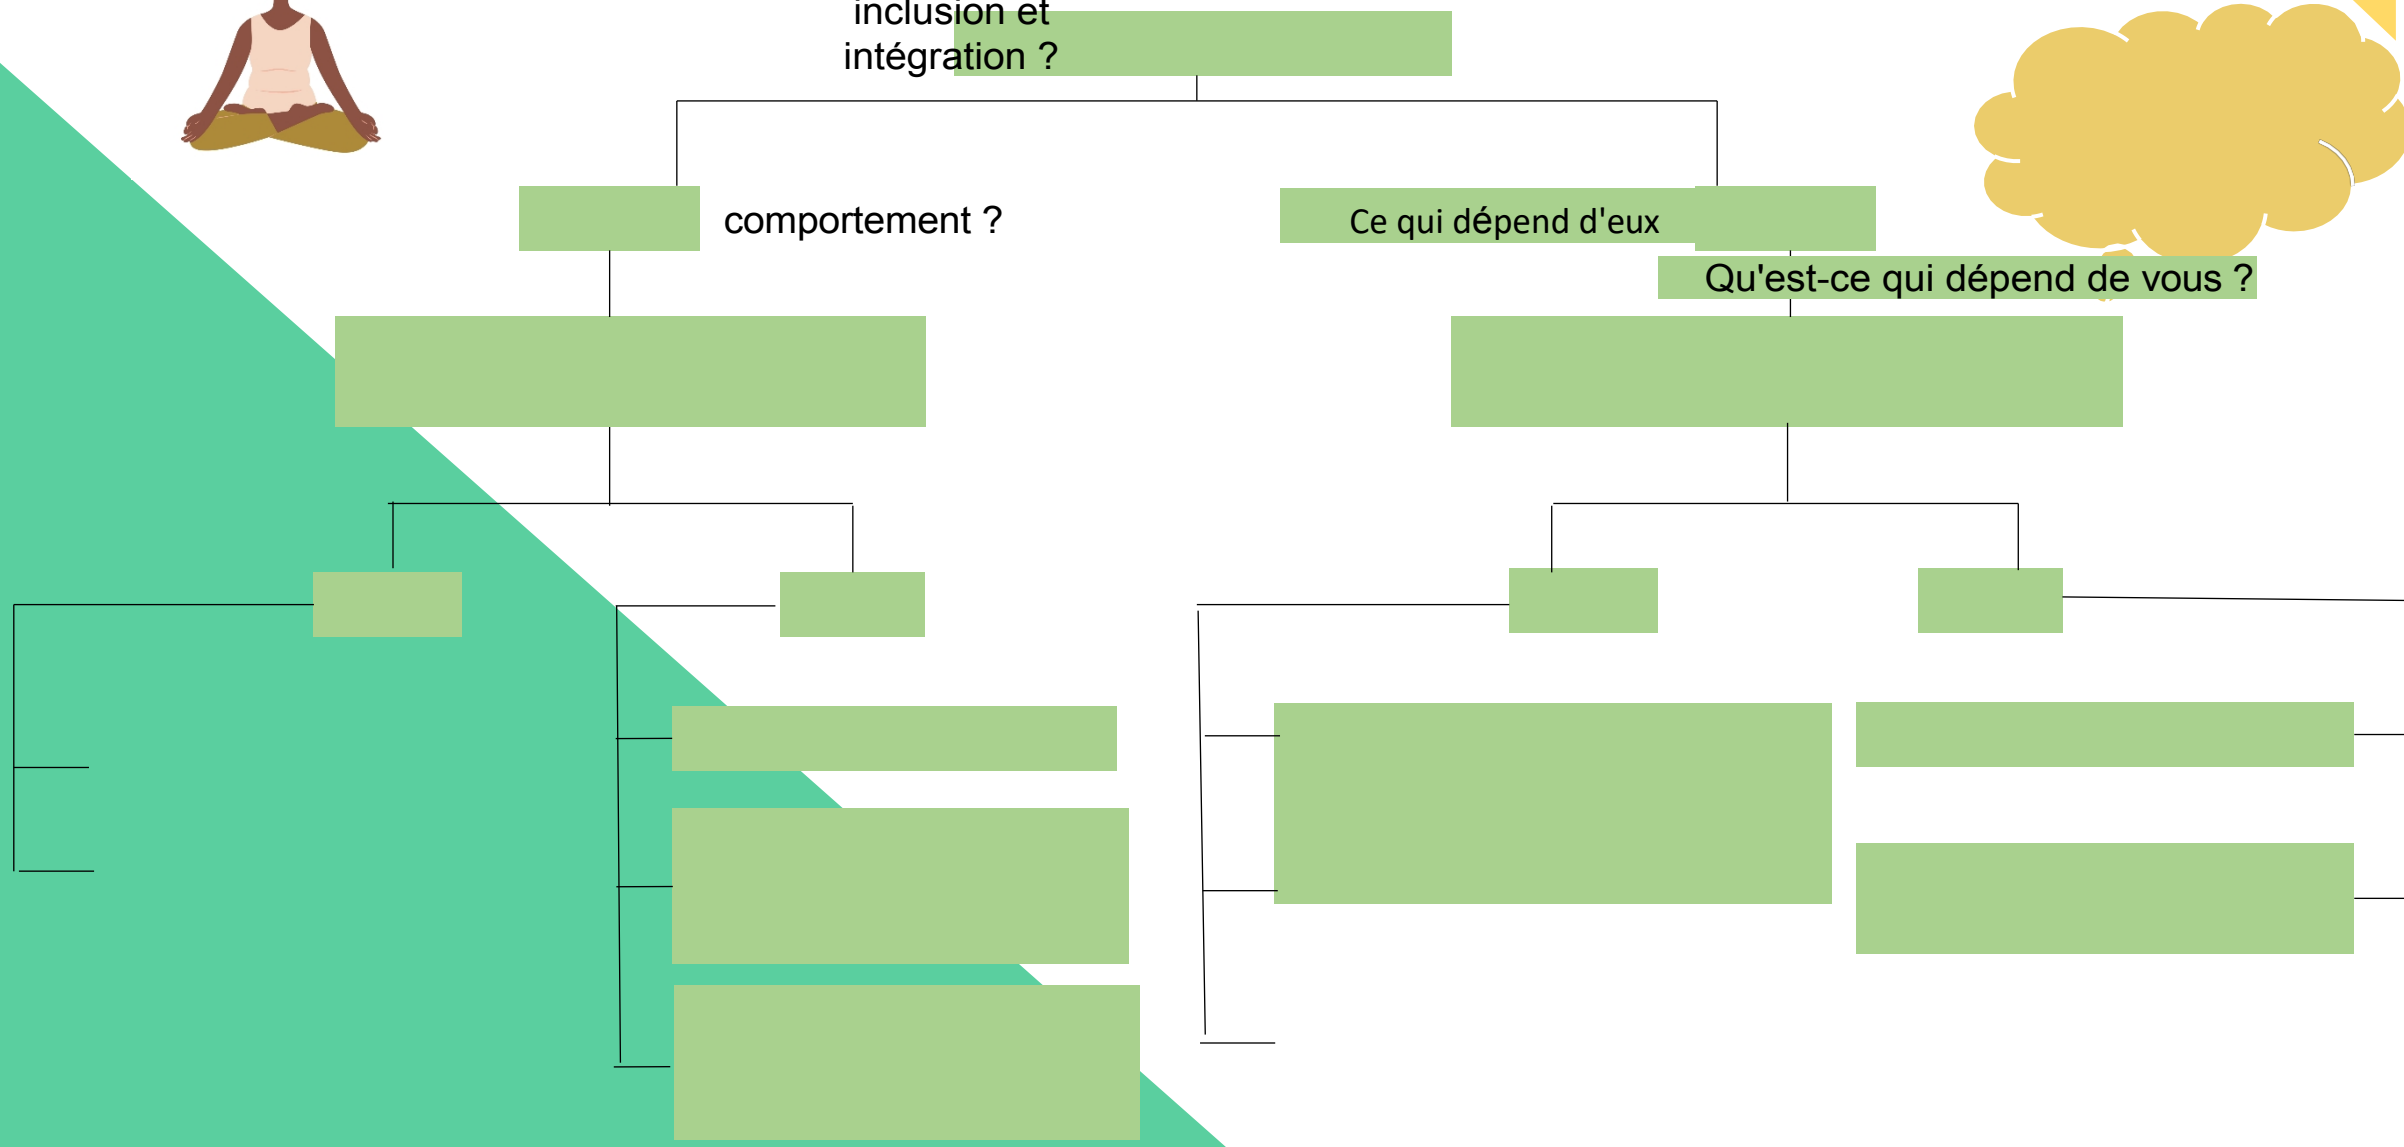 inclusion et
intégration ?
comportement ?
Ce qui dépend d'eux
Qu'est-ce qui dépend de vous ?